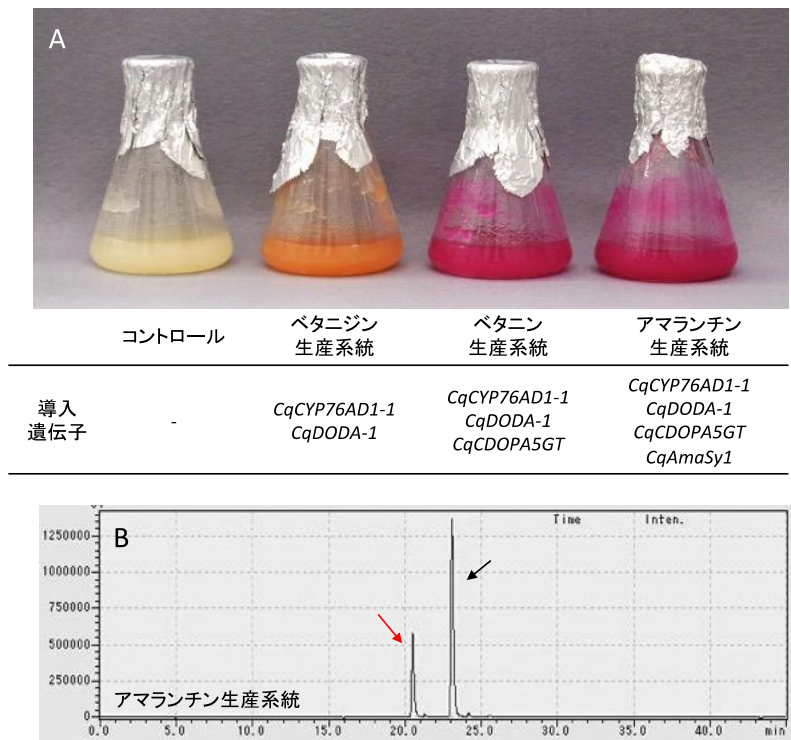 A
コントロール
ベタニジン
生産系統
ベタニン
生産系統
アマランチン
生産系統
導入
遺伝子
-
CqCYP76AD1-1
CqDODA-1
CqCYP76AD1-1
CqDODA-1
CqCDOPA5GT
CqCYP76AD1-1
CqDODA-1
CqCDOPA5GT
CqAmaSy1
B
Time Inten.
1250000
1000000
750000
500000
250000
0
アマランチン生産系統
0.0 5.0 10.0 15.0 20.0 25.0 30.0 35.0 40.0 min